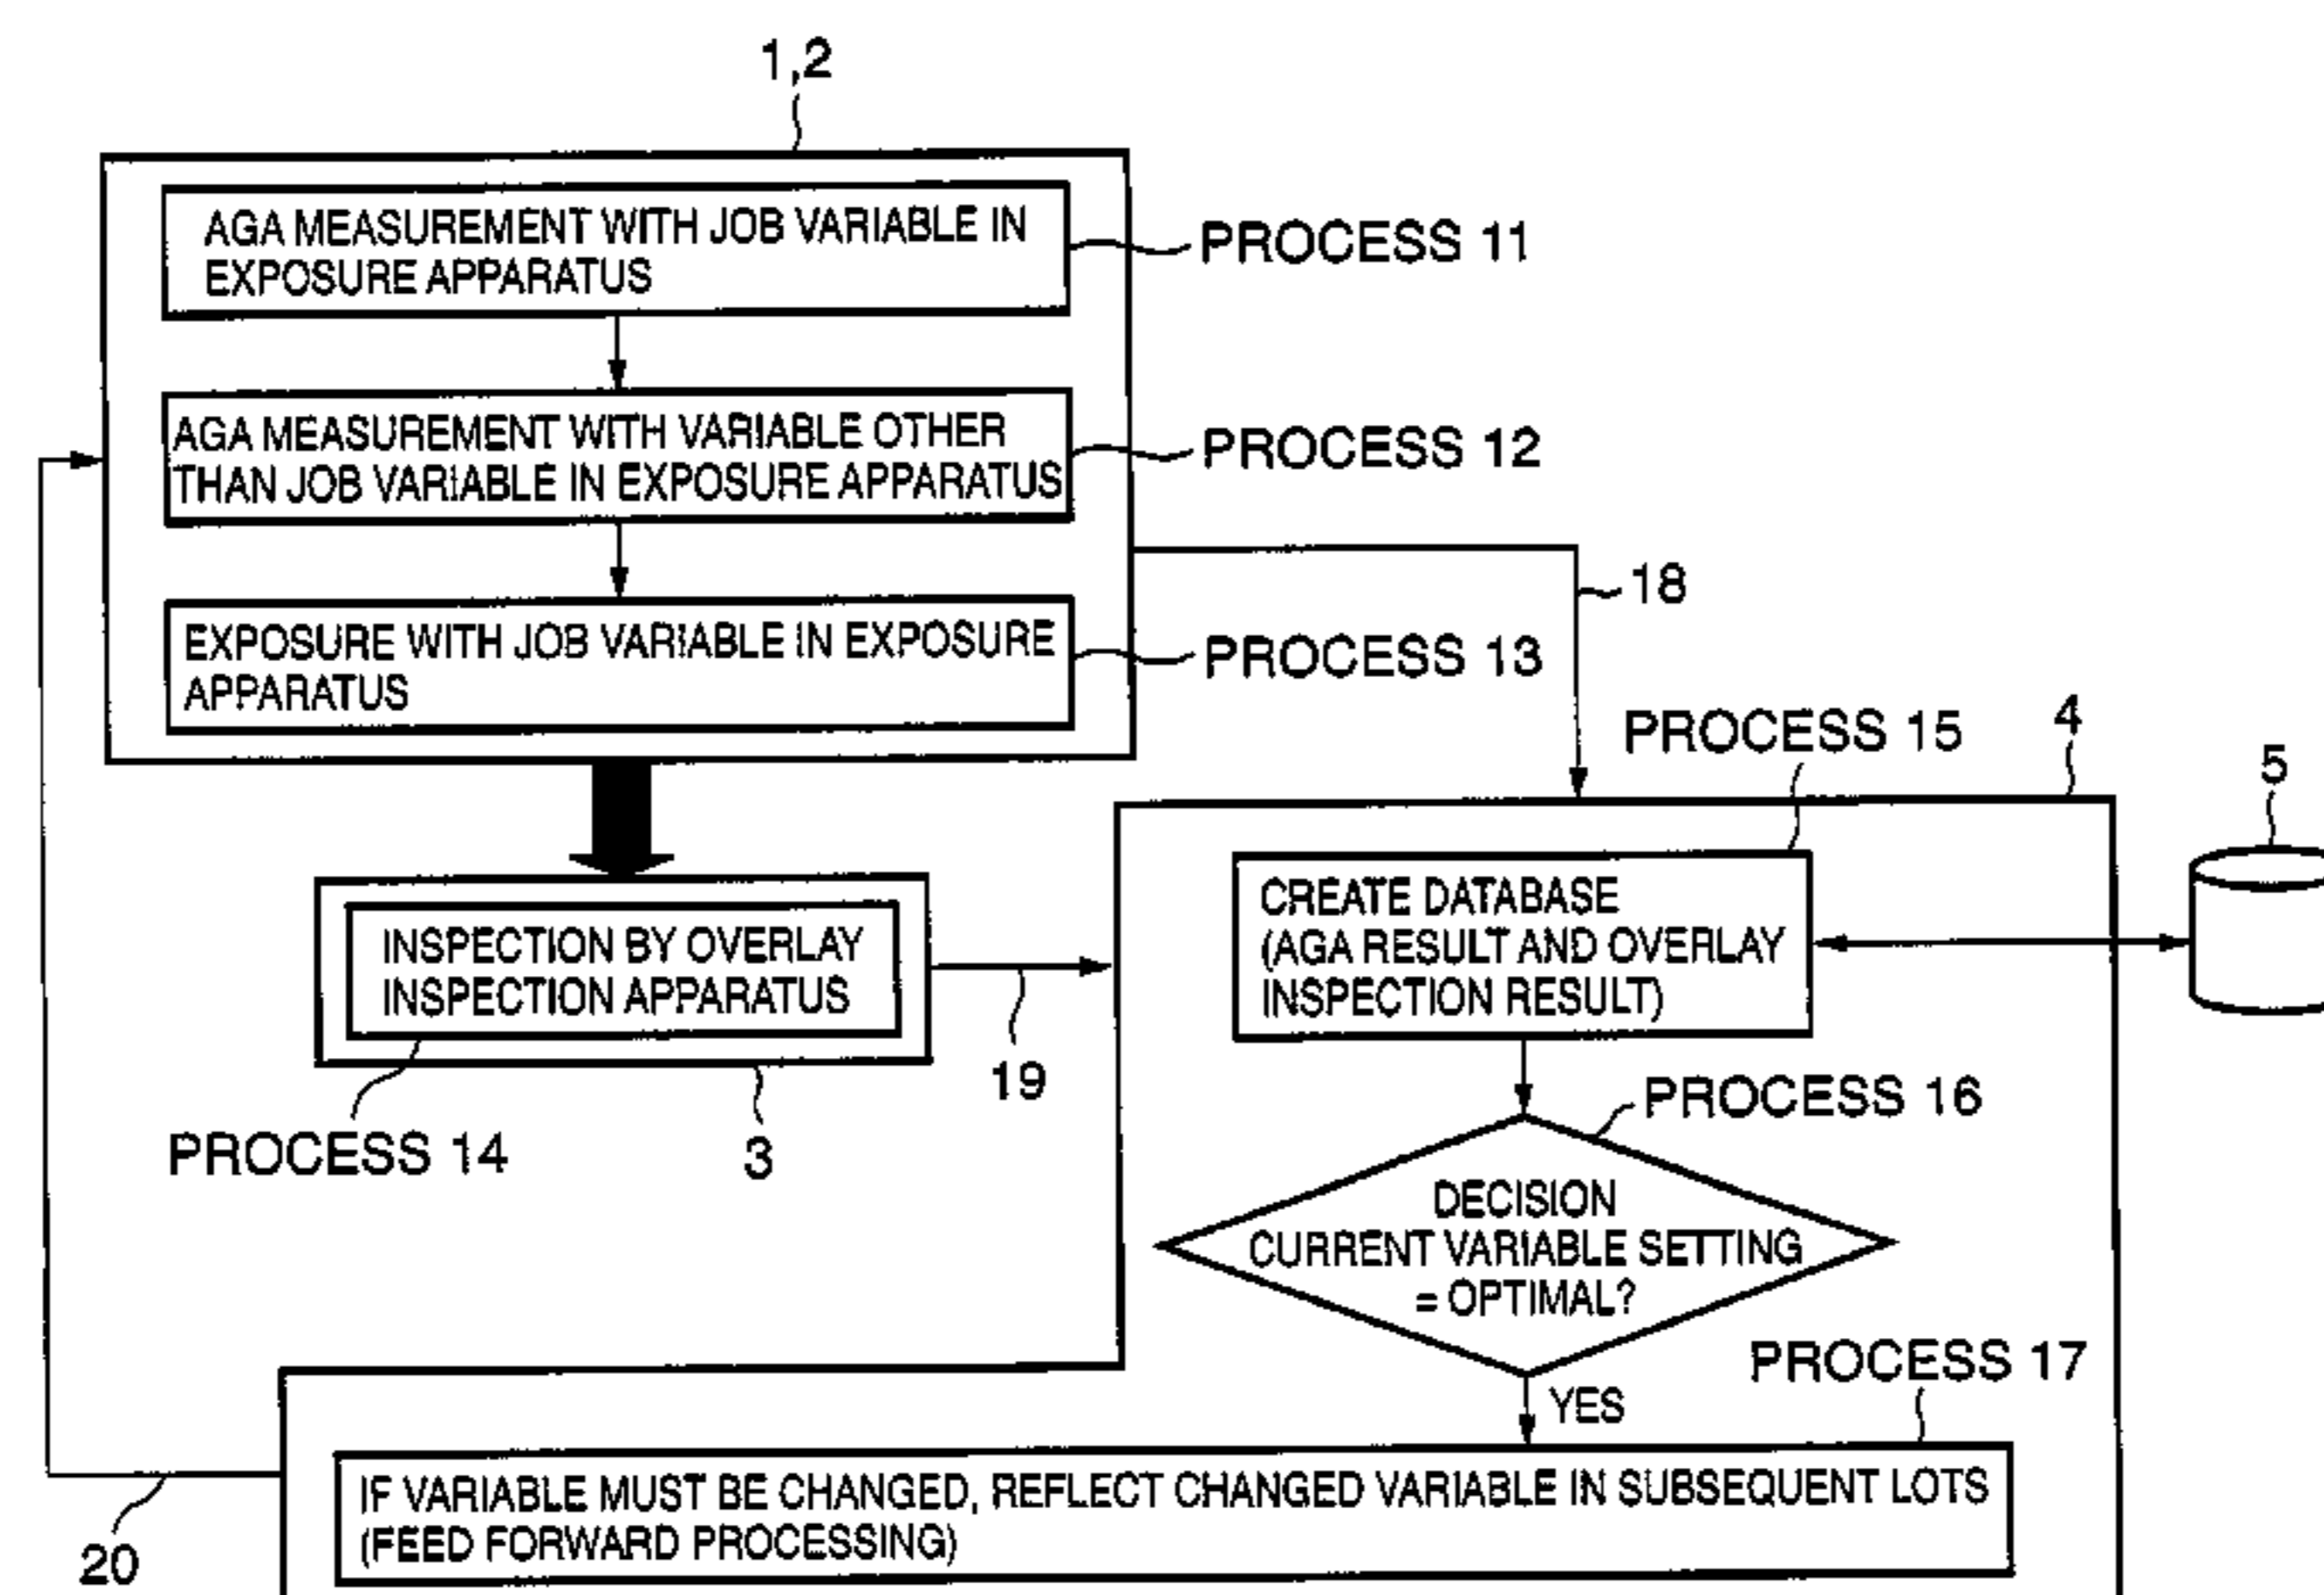 1,2
AGA MEASUREMENT WITH JOB VARIABLE IN
EXPOSURE APPARATUS
PROCESS 11
AGA MEASUREMENT WITH VARIABLE OTHER
THAN JOB VARIABLE IN EXPOSURE APPARATUS
PROCESS 12
EXPOSURE WITH JOB VARIABLE IN EXPOSURE
APPARATUS
PROCESS 13
18
PROCESS 15
4
5
INSPECTION BY OVERLAY
INSPECTION APPARATUS
19
PROCESS 14
3
CREATE DATABASE
(AGA RESULT AND OVERLAY
INSPECTION RESULT)
PROCESS 16
DECISION
CURRENT VARIABLE SETTING
= OPTIMAL?
YES
PROCESS 17
IF VARIABLE MUST BE CHANGED, REFLECT CHANGED VARIABLE IN SUBSEQUENT LOTS
(FEED FORWARD PROCESSING)
20